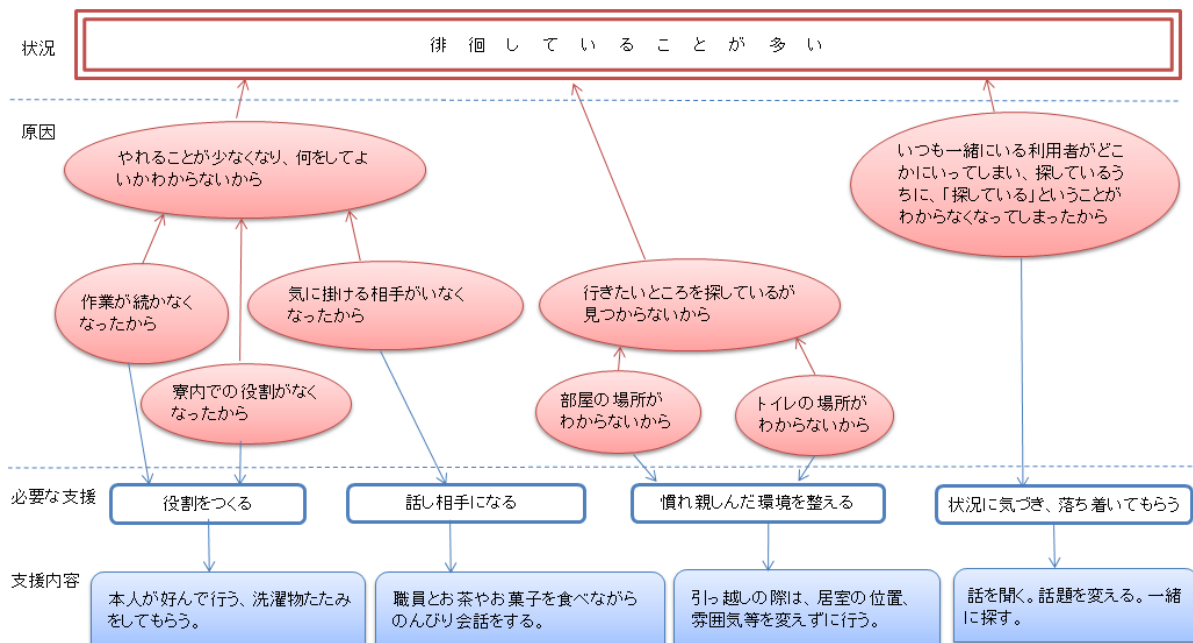 状況
徘徊していることが多い
原因
やれることが少なくなり、何をしてよ
いかわからないから
いつも一緒にいる利用者がどこ
かにいってしまい、探しているう
ちに、「探している」ということが
わからなくなってしまったから
作業が続かなく
なったから
気に掛ける相手がいなく
なったから
行きたいところを探しているが
見つからないから
寮内での役割がなく
なったから
部屋の場所が
わからないから
トイレの場所が
わからないから
必要な支援
役割をつくる
話し相手になる
慣れ親しんだ環境を整える
状況に気づき、落ち着いてもらう
支援内容
本人が好んで行う、洗濯物たたみ
をしてもらう。
職員とお茶やお菓子を食べながら
のんびり会話をする。
引っ越しの際は、居室の位置、
雰囲気等を変えずに行う。
話を聞く。話題を変える。一緒
に探す。